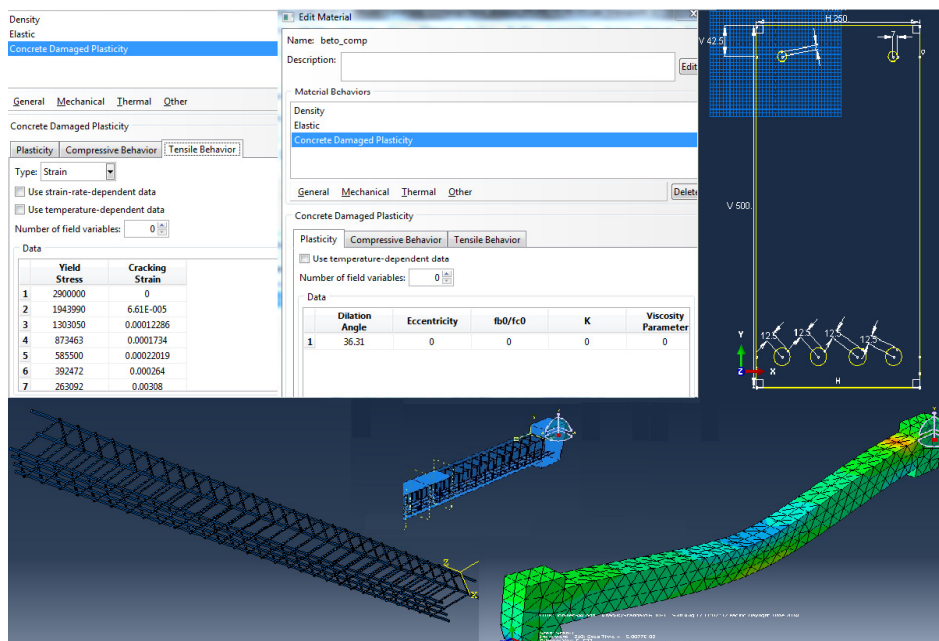 Density
Elastic
Concrete Damaged Plasticity
General Mechanical Thermal Other
Concrete Damaged Plasticity
Plasticity Compressive Behavior Tensile Behavior
Type: Strain
Use strain-rate-dependent data
Use temperature-dependent data
Number of field variables: 0
Data
Yield Stress Cracking Strain
1 2900000 0
2 1943990 6.61E-005
3 1303050 0.00012286
4 873463 0.0001734
5 585500 0.00022019
6 392472 0.000264
7 263092 0.00308
Edit Material
Name: beto_comp
Description:
Edit
Material Behaviors
Density
Elastic
Concrete Damaged Plasticity
General Mechanical Thermal Other Delete
Concrete Damaged Plasticity
Plasticity Compressive Behavior Tensile Behavior
Use temperature-dependent data
Number of field variables: 0
Data
Dilation Angle Eccentricity fb0/fc0 K Viscosity Parameter
1 36.31 0 0 0 0
H 250.
V 42.5
7
V 500.
12.5 12.5 12.5
Y
Z X
H